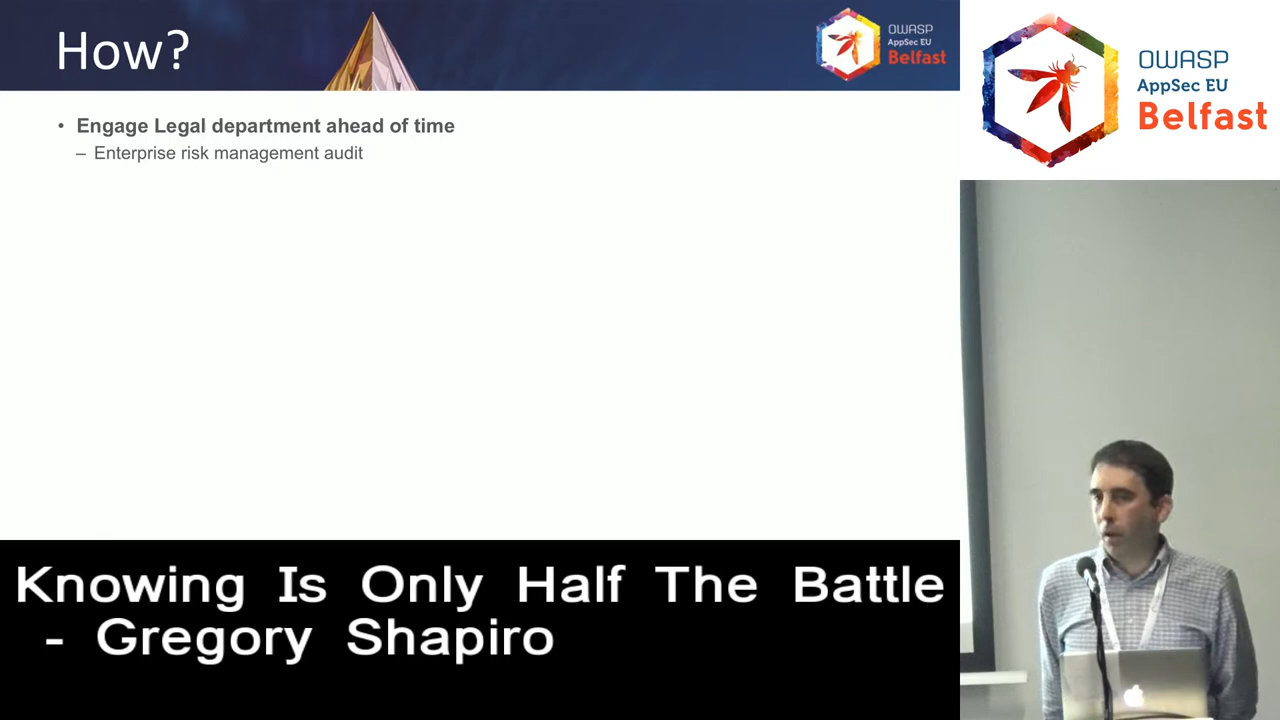 How?
OWASP
AppSec EU
Belfast
OWASP
AppSec EU
Belfast
• Engage Legal department ahead of time
– Enterprise risk management audit
Knowing Is Only Half The Battle
- Gregory Shapiro